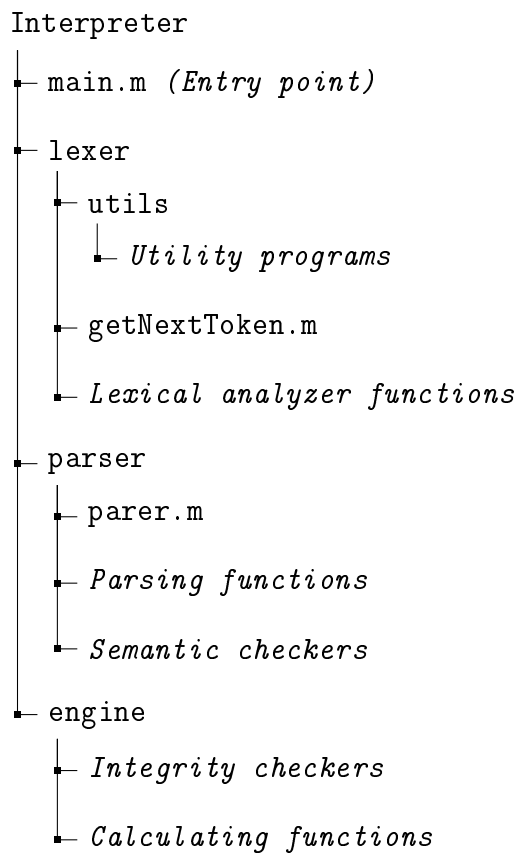 Interpreter
main.m (Entry point)
lexer
utils
Utility programs
getNextToken.m
Lexical analyzer functions
parser
parer.m
Parsing functions
Semantic checkers
engine
Integrity checkers
Calculating functions